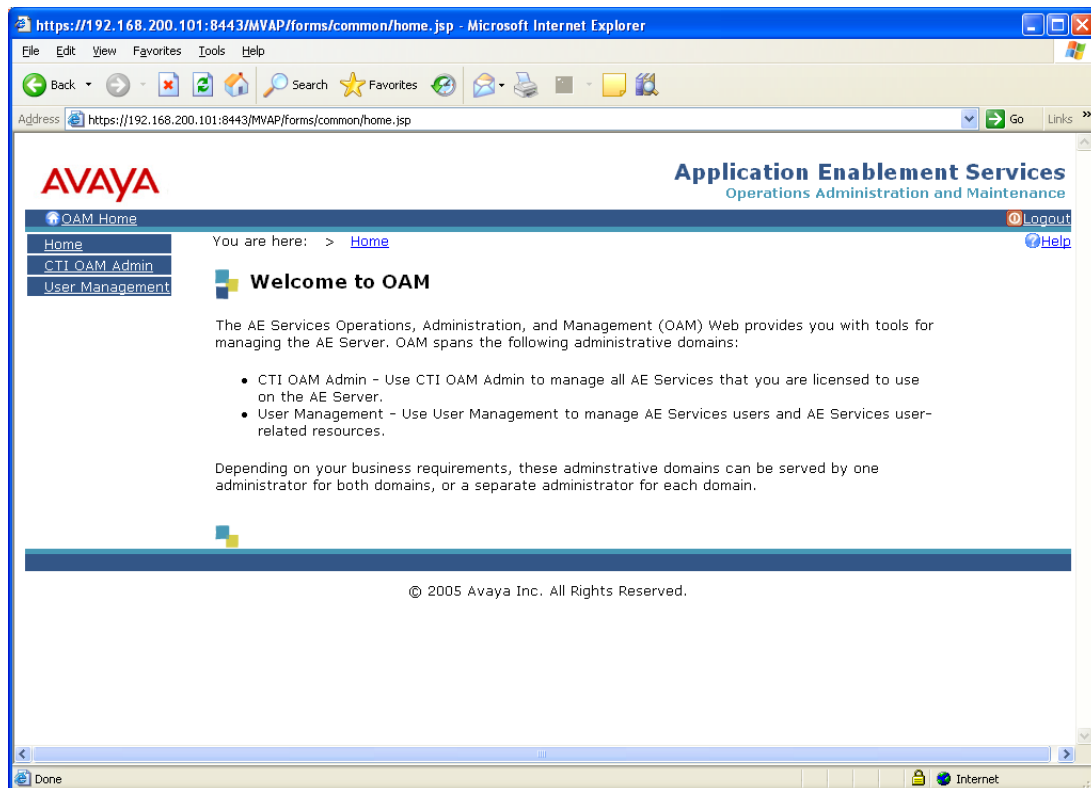 https://192.168.200.101:8443/MVAP/forms/common/home.jsp - Microsoft Internet Explorer
File Edit View Favorites Tools Help
Back Search Favorites
Address https://192.168.200.101:8443/MVAP/forms/common/home.jsp Go Links »
AVAYA
Application Enablement Services
Operations Administration and Maintenance
OAM Home Logout
Home You are here: > Home Help
CTI OAM Admin
User Management
Welcome to OAM
The AE Services Operations, Administration, and Management (OAM) Web provides you with tools for
managing the AE Server. OAM spans the following administrative domains:
• CTI OAM Admin - Use CTI OAM Admin to manage all AE Services that you are licensed to use
on the AE Server.
• User Management - Use User Management to manage AE Services users and AE Services user-
related resources.
Depending on your business requirements, these adminstrative domains can be served by one
administrator for both domains, or a separate administrator for each domain.
© 2005 Avaya Inc. All Rights Reserved.
Done Internet